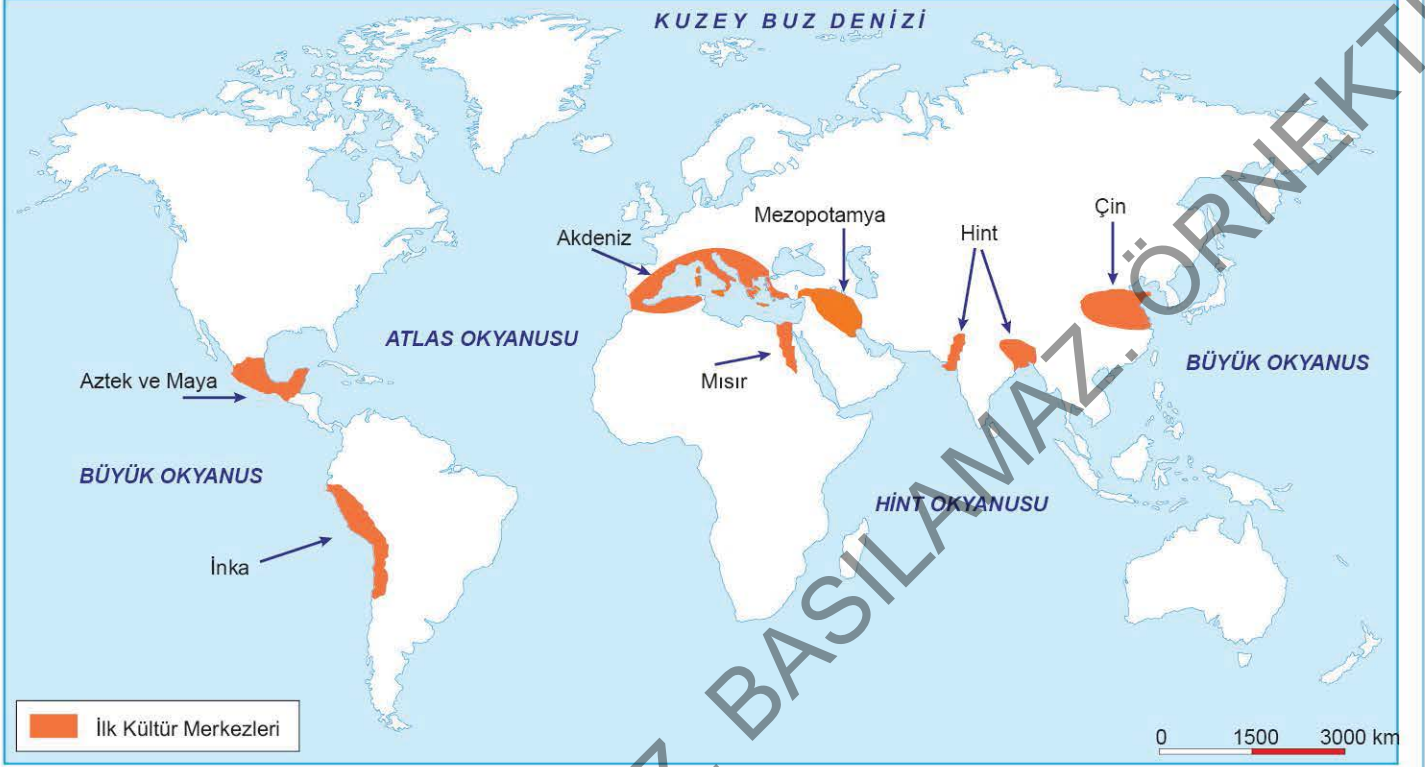 KUZEY BUZ DENİZİ
Mezopotamya
Çin
Akdeniz
Hint
ATLAS OKYANUSU
BÜYÜK OKYANUS
Aztek ve Maya
Mısır
BÜYÜK OKYANUS
HİNT OKYANUSU
İnka
İlk Kültür Merkezleri
0 1500 3000 km
BASILAMAZ. ÖRNEKTİ